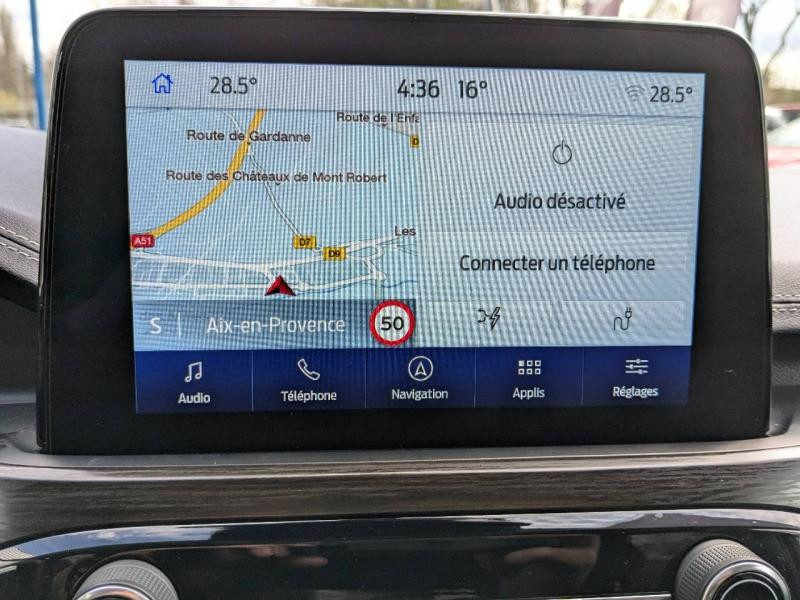 28.5° 4:36 16° 28.5°
Route de l'Enfa
D
Route de Gardanne
Route des Châteaux de Mont Robert
A51
D7
D9
Les
S | Aix-en-Provence 50
Audio désactivé
Connecter un téléphone
Audio Téléphone Navigation Applis Réglages